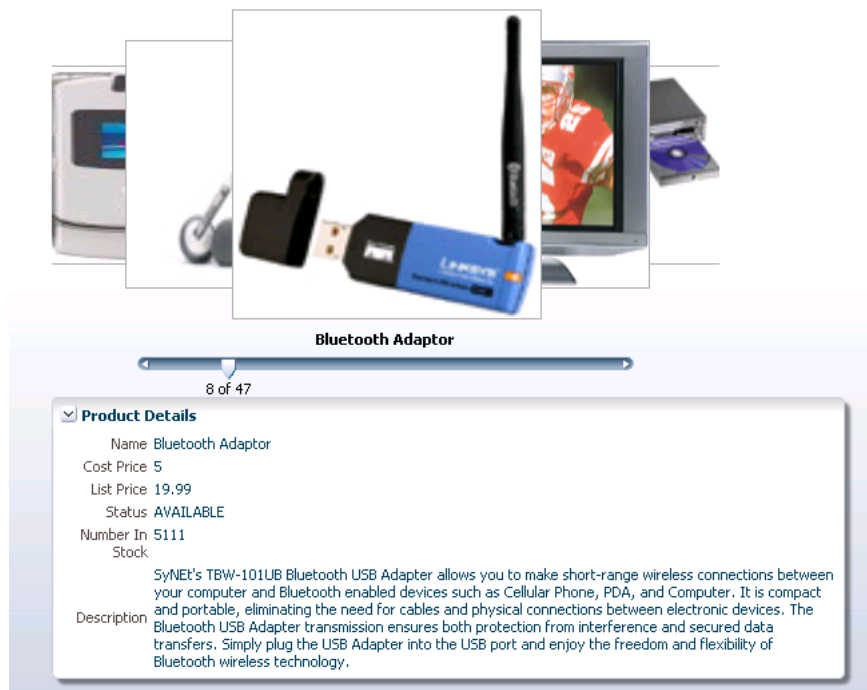 LINKSYS
Bluetooth Adaptor
8 of 47
Product Details
Name Bluetooth Adaptor
Cost Price 5
List Price 19.99
Status AVAILABLE
Number In 5111
Stock
SyNEt's TBW-101UB Bluetooth USB Adapter allows you to make short-range wireless connections between
your computer and Bluetooth enabled devices such as Cellular Phone, PDA, and Computer. It is compact
Description and portable, eliminating the need for cables and physical connections between electronic devices. The
Bluetooth USB Adapter transmission ensures both protection from interference and secured data
transfers. Simply plug the USB Adapter into the USB port and enjoy the freedom and flexibility of
Bluetooth wireless technology.